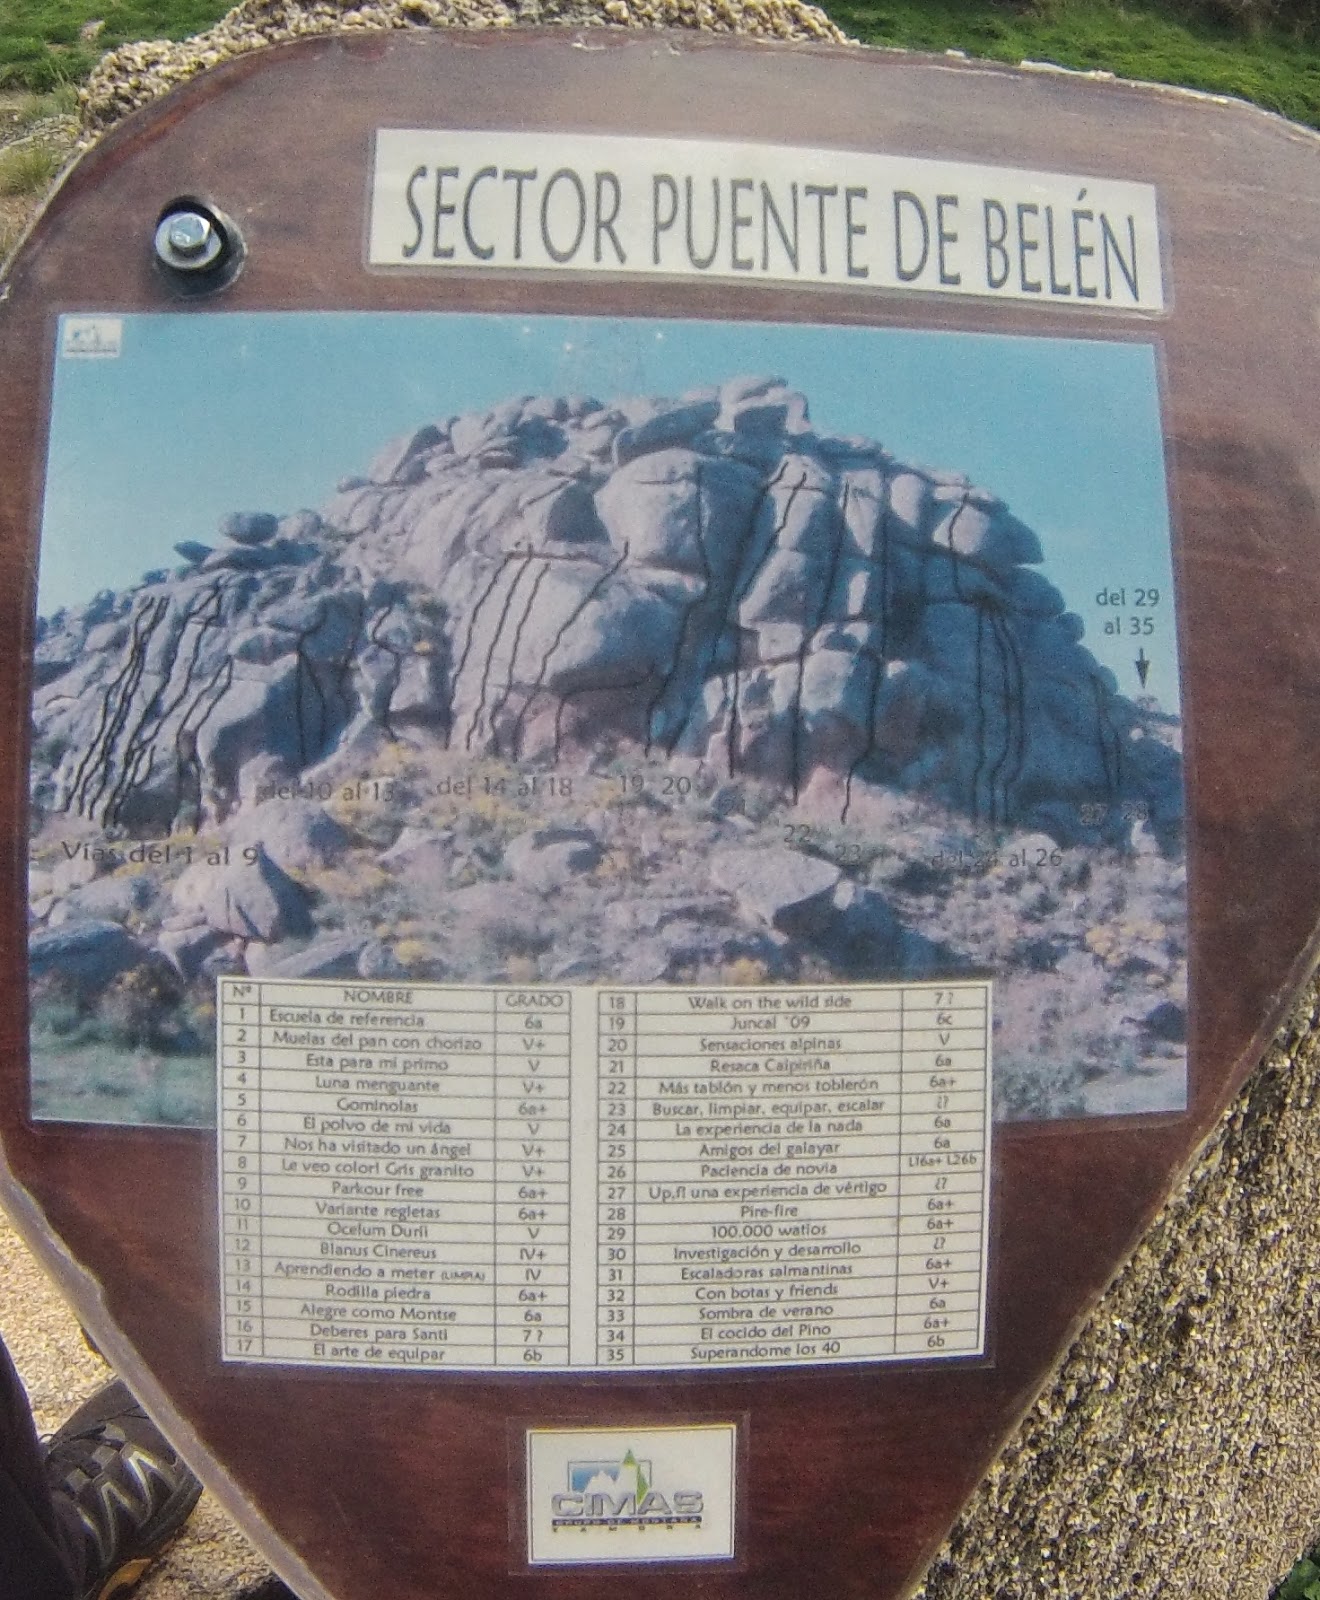 SECTOR PUENTE DE BELÉN
del 29
al 35
del 10 al 13
del 14 al 18
19 20
21
22
23
27 28
Vías del 1 al 9
del 24 al 26
Nº NOMBRE GRADO
1 Escuela de referencia 6a
2 Muelas del pan con chorizo V+
3 Esta para mi primo V
4 Luna menguante V+
5 Gominolas 6a+
6 El polvo de mi vida V
7 Nos ha visitado un ángel V+
8 Le veo colorl Gris granito V+
9 Parkour free 6a+
10 Variante regletas 6a+
11 Ocelum Durii V
12 Blanus Cinereus IV+
13 Aprendiendo a meter (LIMPIA) IV
14 Rodilla piedra 6a+
15 Alegre como Montse 6a
16 Deberes para Santi 7 ?
17 El arte de equipar 6b
18 Walk on the wild side 7 ?
19 Juncal ´09 6c
20 Sensaciones alpinas V
21 Resaca Caipiriña 6a
22 Más tablón y menos toblerón 6a+
23 Buscar, limpiar, equipar, escalar ¿?
24 La experiencia de la nada 6a
25 Amigos del galayar 6a
26 Paciencia de novia L16a+ L26b
27 Up,fl una experiencia de vértigo ¿?
28 Pire-fire 6a+
29 100.000 watios 6a+
30 Investigación y desarrollo ¿?
31 Escaladoras salmantinas 6a+
32 Con botas y friends V+
33 Sombra de verano 6a
34 El cocido del Pino 6a+
35 Superandome los 40 6b
CIMAS
GRUPO DE MONTAÑA
ZAMORA